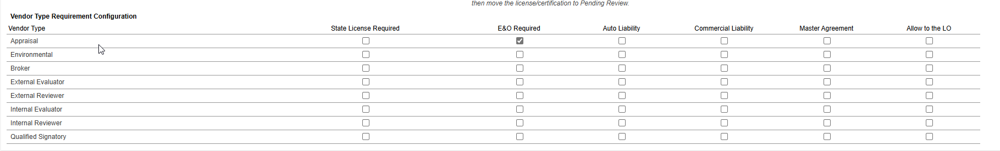 then move the license/certification to Pending Review.
Vendor Type Requirement Configuration
Vendor Type State License Required E&O Required Auto Liability Commercial Liability Master Agreement Allow to the LO
Appraisal
Environmental
Broker
External Evaluator
External Reviewer
Internal Evaluator
Internal Reviewer
Qualified Signatory